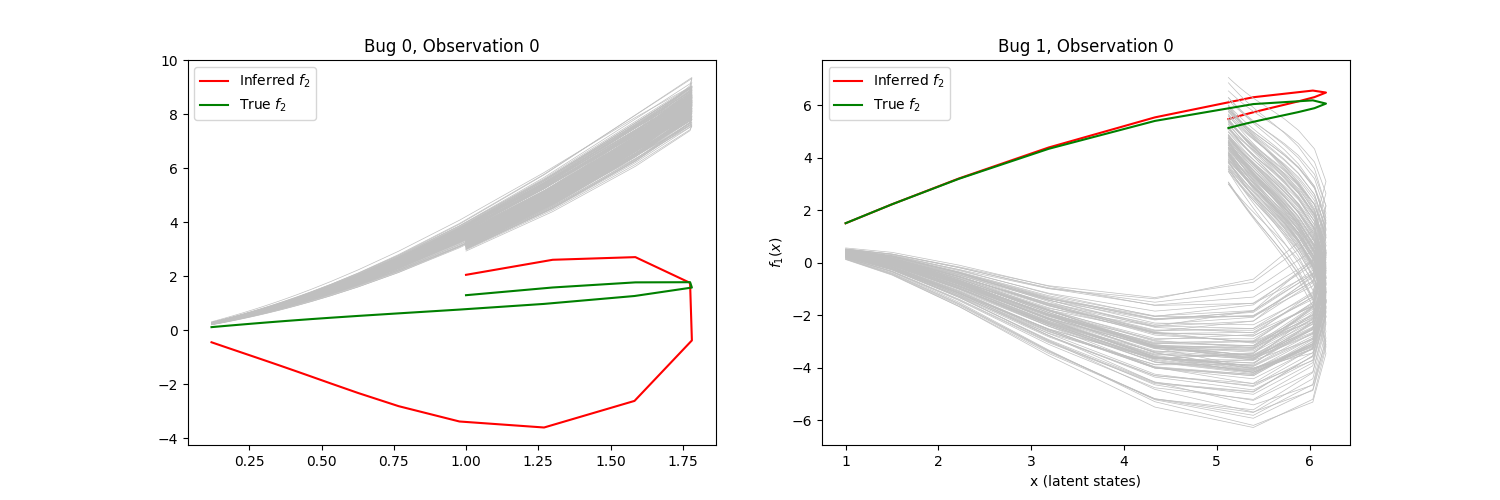 Bug 0, Observation 0
Inferred f₂
True f₂
10
8
6
4
2
0
−2
−4
0.25 0.50 0.75 1.00 1.25 1.50 1.75
Bug 1, Observation 0
Inferred f₂
True f₂
6
4
2
0
−2
−4
−6
f₁(x)
1 2 3 4 5 6
x (latent states)